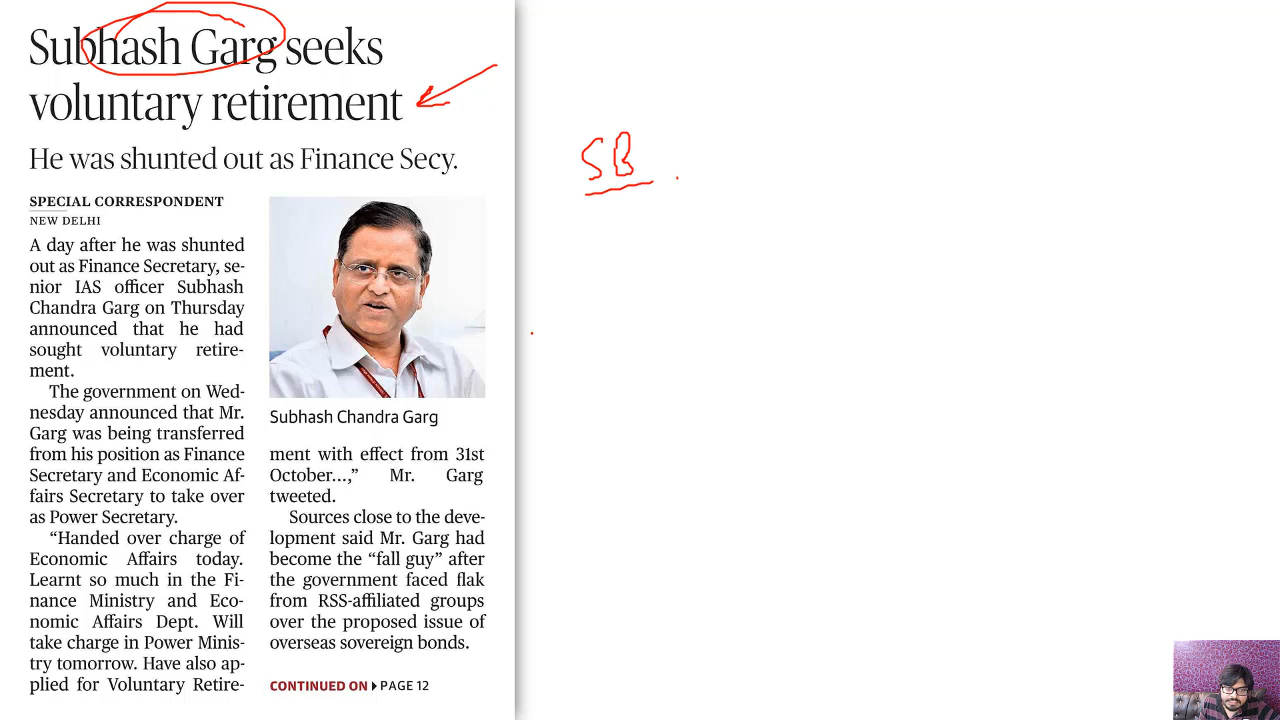 Subhash Garg seeks
voluntary retirement
He was shunted out as Finance Secy.
SPECIAL CORRESPONDENT
NEW DELHI
A day after he was shunted
out as Finance Secretary, se-
nior IAS officer Subhash
Chandra Garg on Thursday
announced that he had
sought voluntary retire-
ment.
The government on Wed-
nesday announced that Mr.
Garg was being transferred
from his position as Finance
Secretary and Economic Af-
fairs Secretary to take over
as Power Secretary.
“Handed over charge of
Economic Affairs today.
Learnt so much in the Fi-
nance Ministry and Eco-
nomic Affairs Dept. Will
take charge in Power Minis-
try tomorrow. Have also ap-
plied for Voluntary Retire-
Subhash Chandra Garg
ment with effect from 31st
October...,” Mr. Garg
tweeted.
Sources close to the deve-
lopment said Mr. Garg had
become the “fall guy” after
the government faced flak
from RSS-affiliated groups
over the proposed issue of
overseas sovereign bonds.
CONTINUED ON PAGE 12
SB